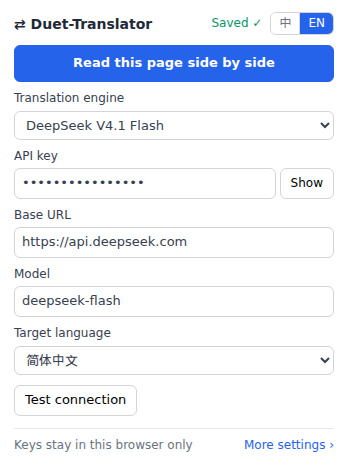 ⇄ Duet-Translator Saved ✓ 中 EN
Read this page side by side
Translation engine
DeepSeek V4.1 Flash
API key
•••••••••••••••• Show
Base URL
https://api.deepseek.com
Model
deepseek-flash
Target language
简体中文
Test connection
Keys stay in this browser only More settings ›